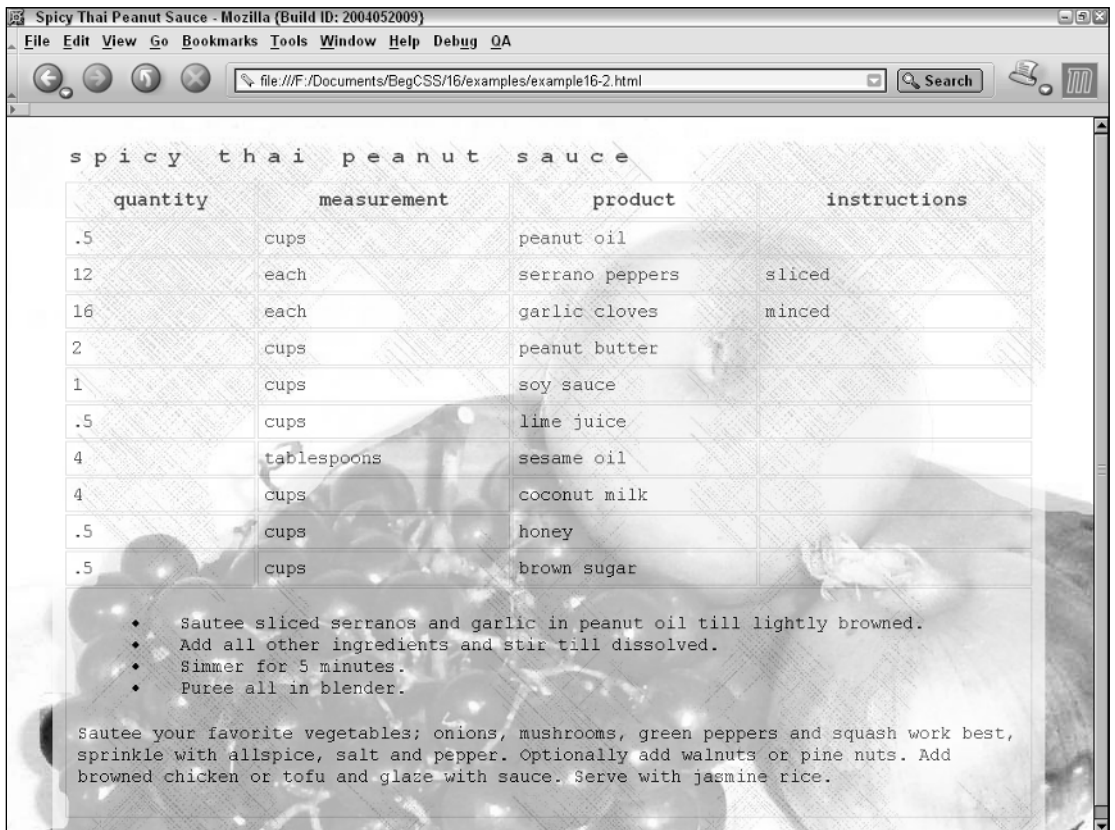 Spicy Thai Peanut Sauce - Mozilla {Build ID: 2004052009}
File Edit View Go Bookmarks Tools Window Help Debug QA
file:///F:/Documents/BegCSS/16/examples/example16-2.html Search
spicy thai peanut sauce
quantity measurement product instructions
.5 cups peanut oil
12 each serrano peppers sliced
16 each garlic cloves minced
2 cups peanut butter
1 cups soy sauce
.5 cups lime juice
4 tablespoons sesame oil
4 cups coconut milk
.5 cups honey
.5 cups brown sugar
• Sautee sliced serranos and garlic in peanut oil till lightly browned.
• Add all other ingredients and stir till dissolved.
• Simmer for 5 minutes.
• Puree all in blender.
Sautee your favorite vegetables; onions, mushrooms, green peppers and squash work best,
sprinkle with allspice, salt and pepper. Optionally add walnuts or pine nuts. Add
browned chicken or tofu and glaze with sauce. Serve with jasmine rice.